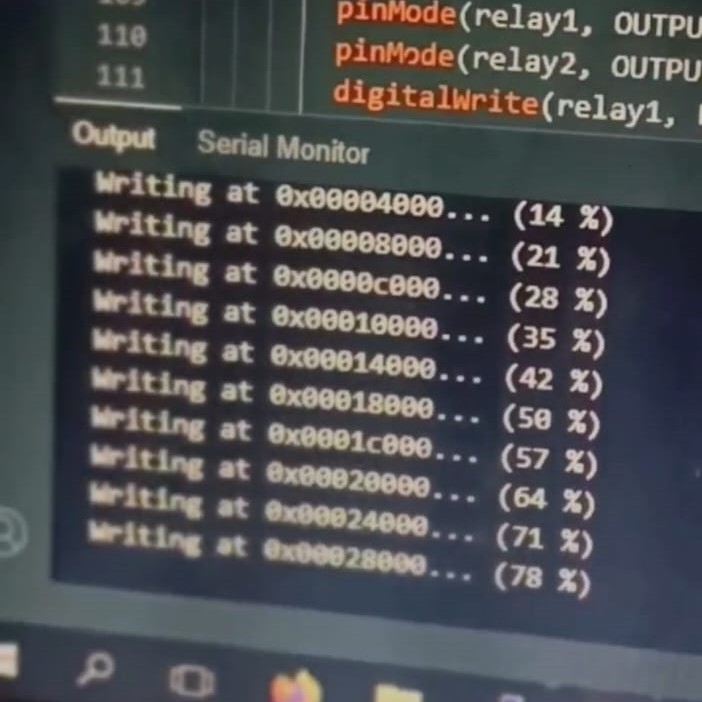 pinMode(relay1, OUTPU
110 pinMode(relay2, OUTPU
111 digitalWrite(relay1,
Output Serial Monitor
Writing at 0x00004000... (14 %)
Writing at 0x00008000... (21 %)
Writing at 0x0000c000... (28 %)
Writing at 0x00010000... (35 %)
Writing at 0x00014000... (42 %)
Writing at 0x00018000... (50 %)
Writing at 0x0001c000... (57 %)
Writing at 0x00020000... (64 %)
Writing at 0x00024000... (71 %)
Writing at 0x00028000... (78 %)